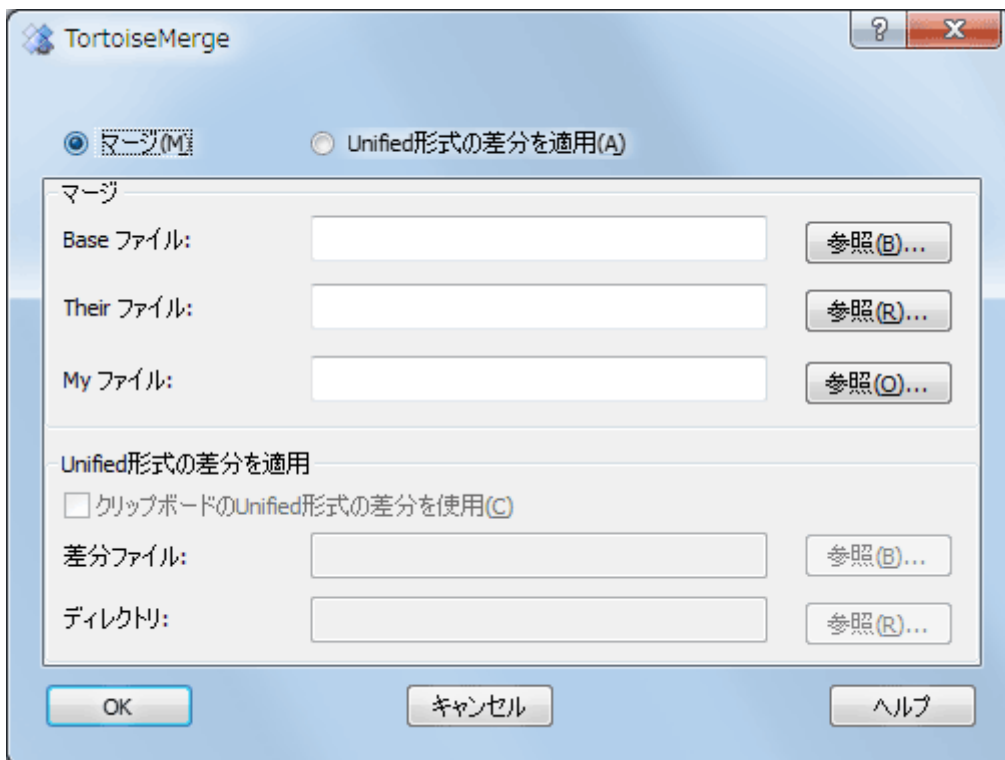 TortoiseMerge
マージ(M) Unified形式の差分を適用(A)
マージ
Base ファイル: 参照(B)...
Their ファイル: 参照(R)...
My ファイル: 参照(O)...
Unified形式の差分を適用
クリップボードのUnified形式の差分を使用(C)
差分ファイル: 参照(B)...
ディレクトリ: 参照(R)...
OK キャンセル ヘルプ